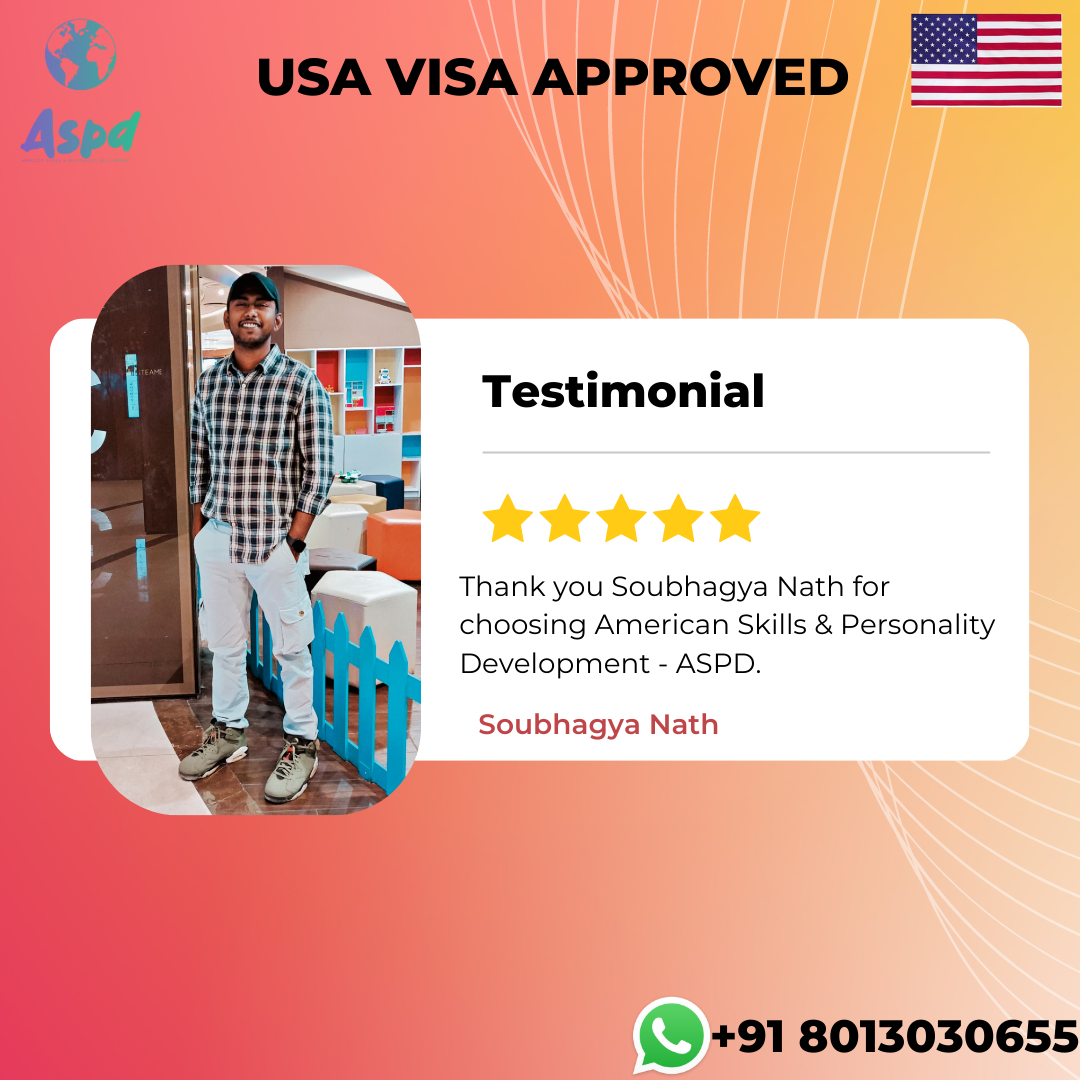 Aspd
USA VISA APPROVED
TEAME
Testimonial
Thank you Soubhagya Nath for
choosing American Skills & Personality
Development - ASPD.
Soubhagya Nath
+91 8013030655